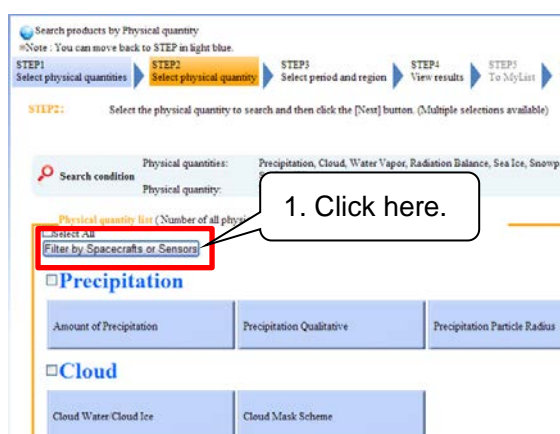 Search products by Physical quantity
※Note : You can move back to STEP in light blue.
STEP1 STEP2 STEP3 STEP4 STEP5
Select physical quantities Select physical quantity Select period and region View results To MyList
STEP2: Select the physical quantity to search and then click the [Next] button. (Multiple selections available)
Search condition
Physical quantities: Precipitation, Cloud, Water Vapor, Radiation Balance, Sea Ice, Snowp
Physical quantity:
1. Click here.
Physical quantity list ( Number of all
Select All
Filter by Spacecrafts or Sensors
Precipitation
Amount of Precipitation Precipitation Qualitative Precipitation Particle Radius
Cloud
Cloud Water/Cloud Ice Cloud Mask Scheme